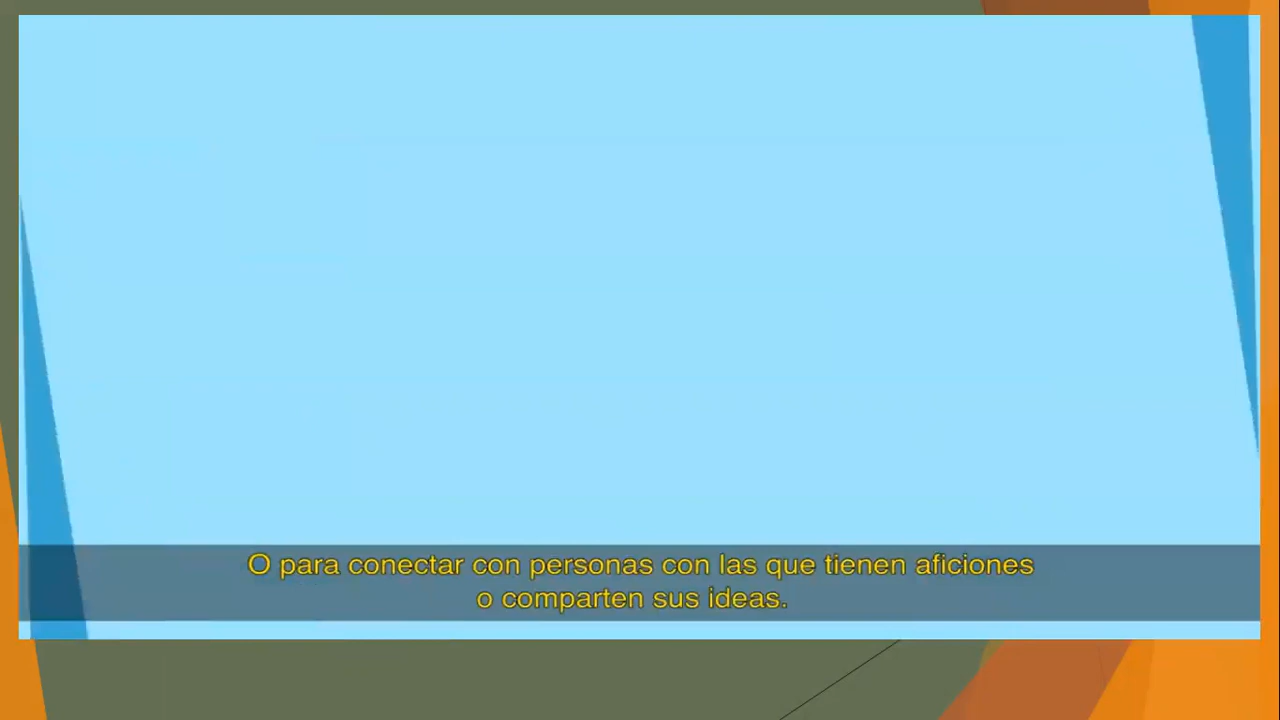 O para conectar con personas con las que tienen aficiones
o comparten sus ideas.